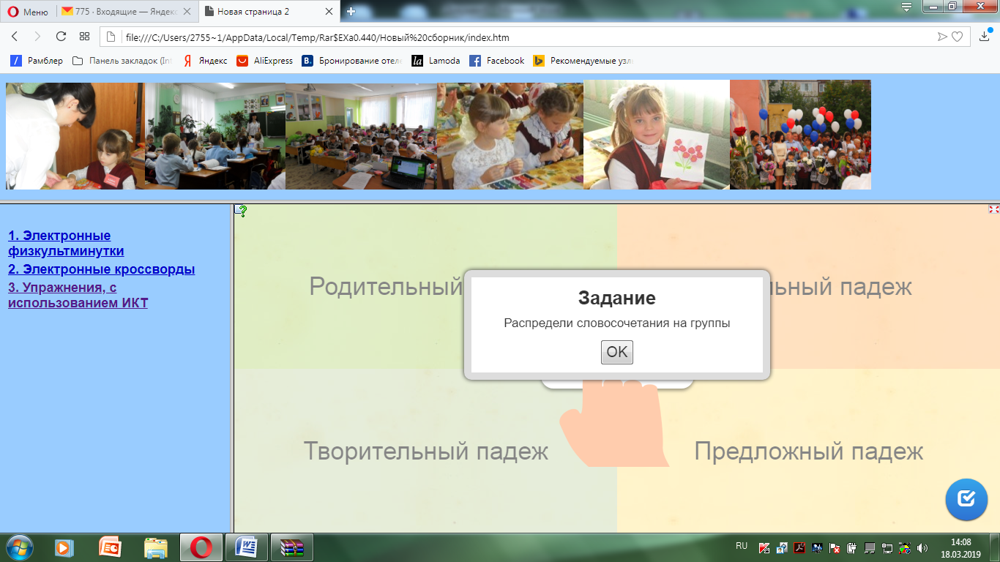 Меню
775 · Входящие — Яндекс
Новая страница 2
file:///C:/Users/2755~1/AppData/Local/Temp/Rar$EXa0.440/Новый%20сборник/index.htm
Рамблер
Панель закладок (Int
Яндекс
AliExpress
Бронирование отеле
Lamoda
Facebook
Рекомендуемые узл
1. Электронные
физкультминутки
2. Электронные кроссворды
3. Упражнения, с
использованием ИКТ
Родительный
льный падеж
Задание
Распредели словосочетания на группы
OK
Творительный падеж
Предложный падеж
RU
14:08
18.03.2019